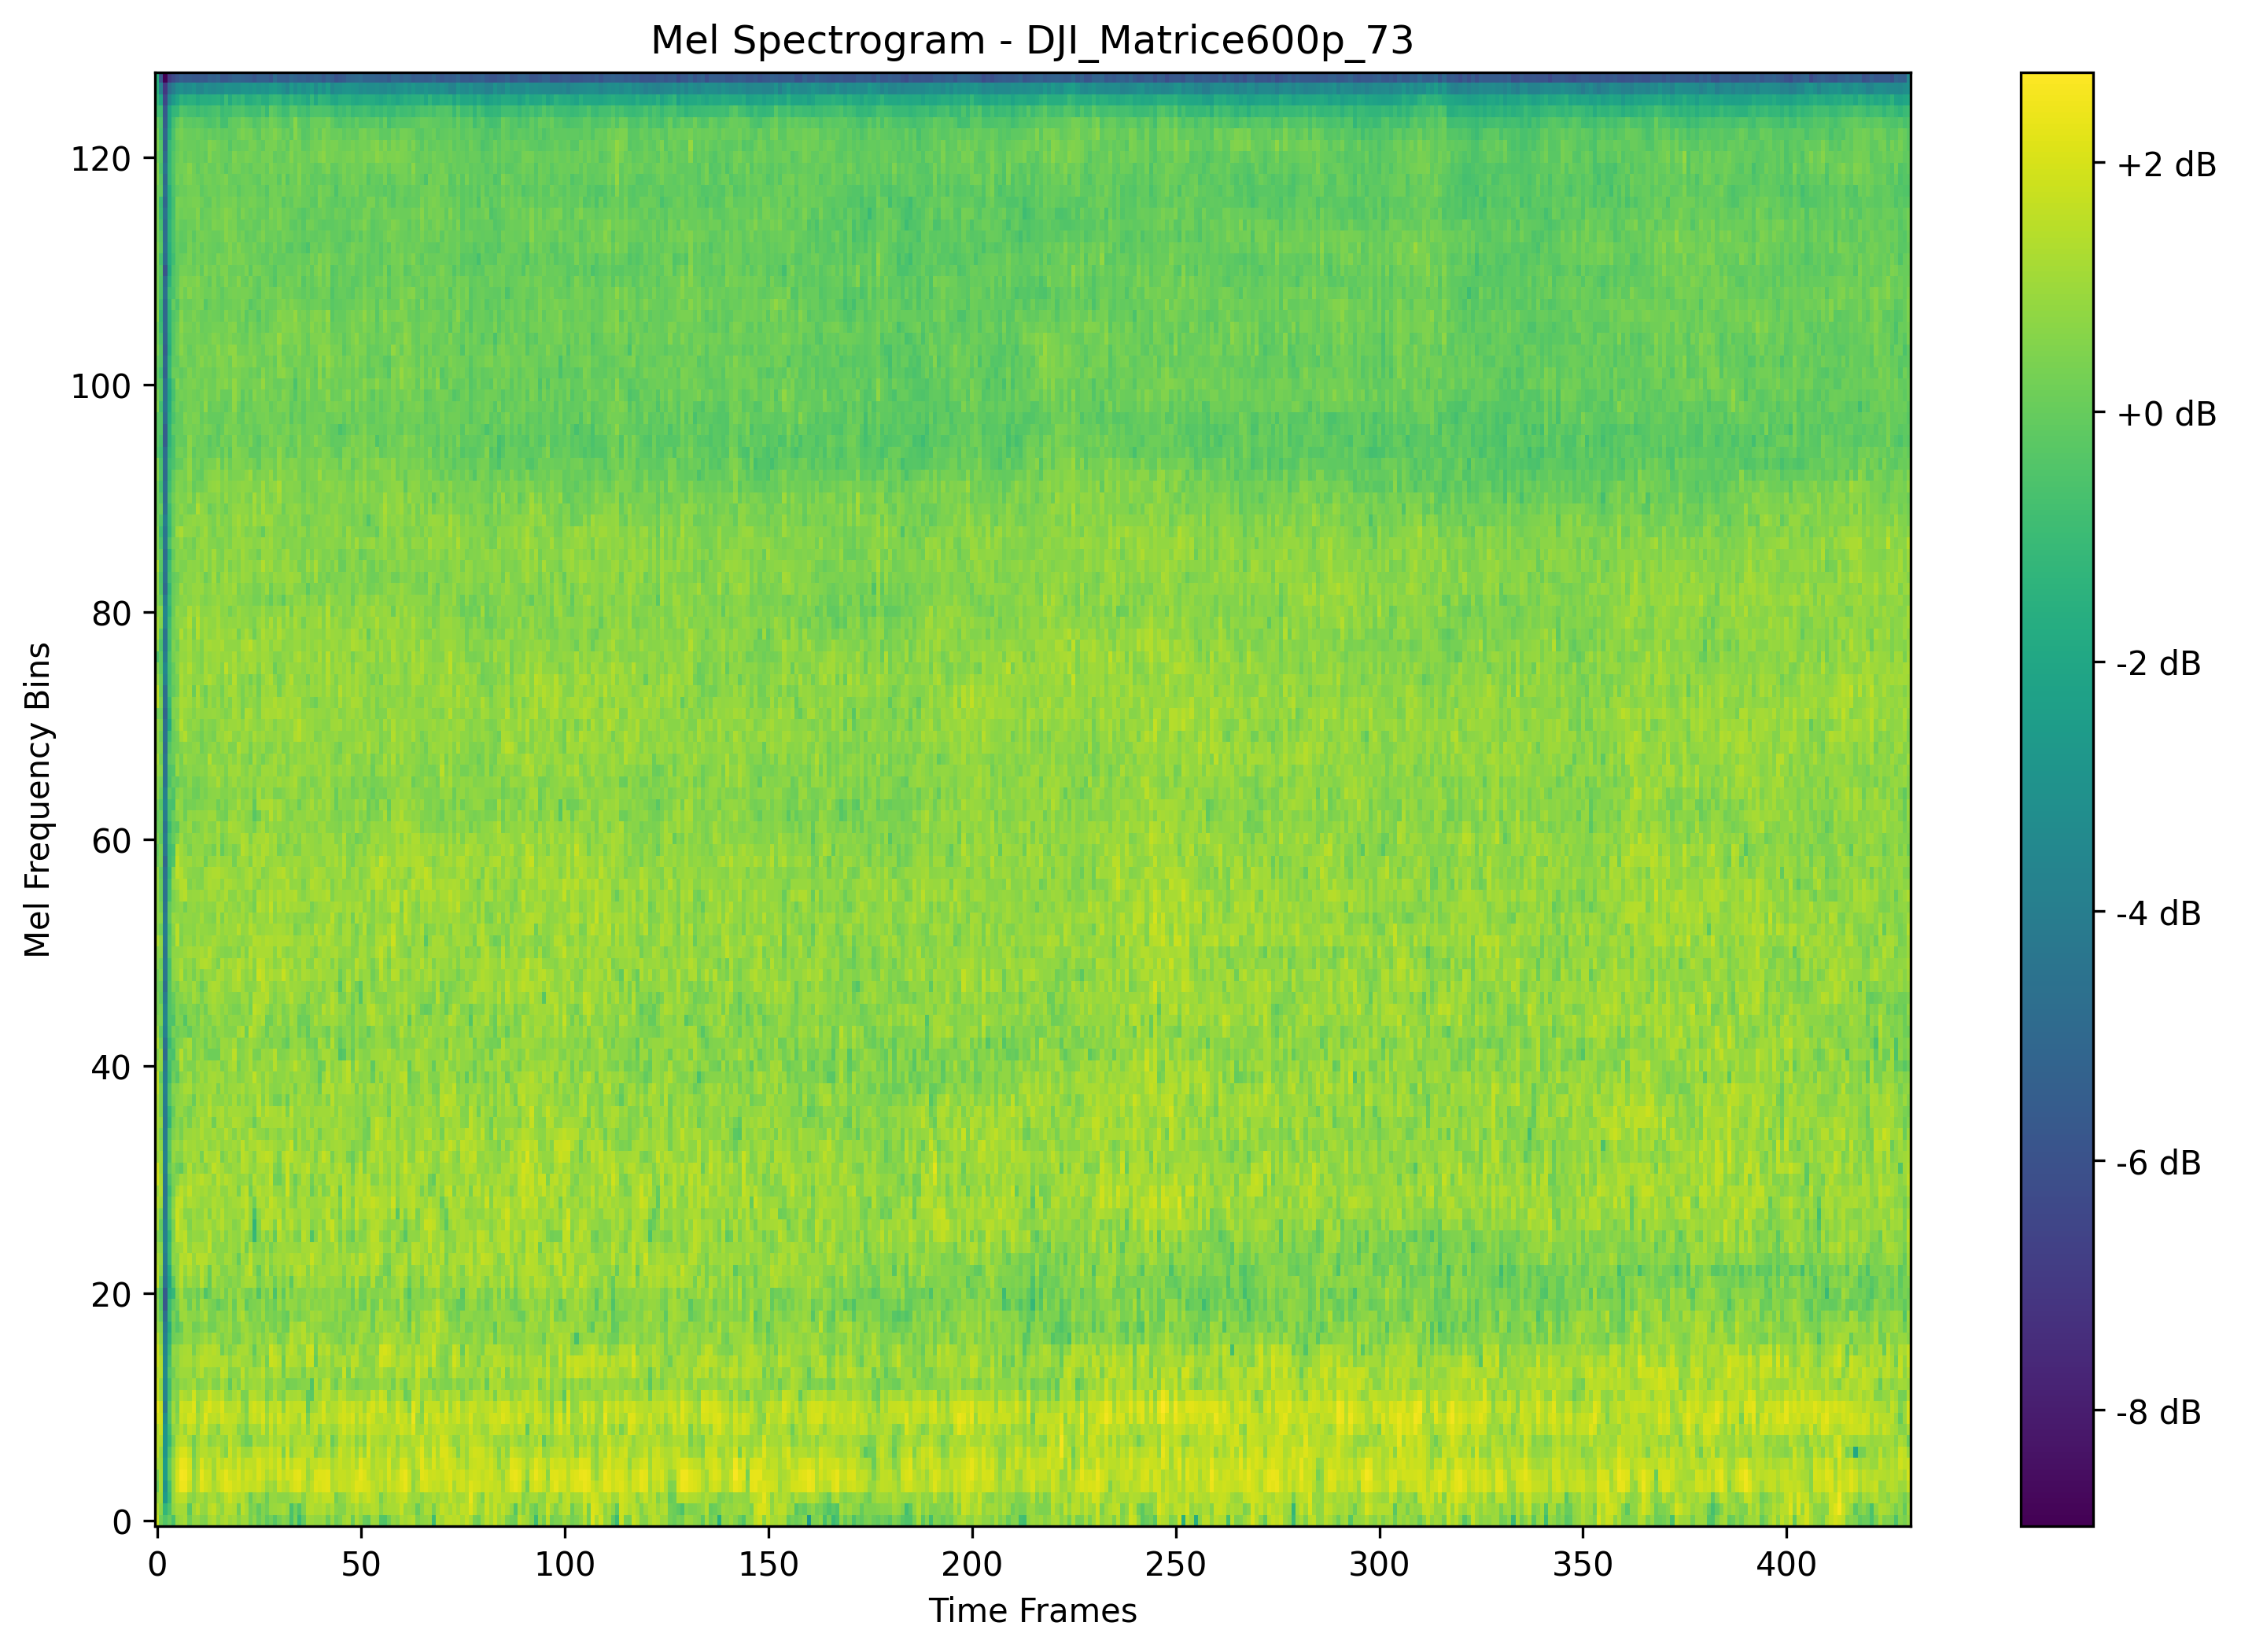 Mel Spectrogram - DJI_Matrice600p_73
Mel Frequency Bins
120
100
80
60
40
20
0
0 50 100 150 200 250 300 350 400
Time Frames
+2 dB
+0 dB
-2 dB
-4 dB
-6 dB
-8 dB